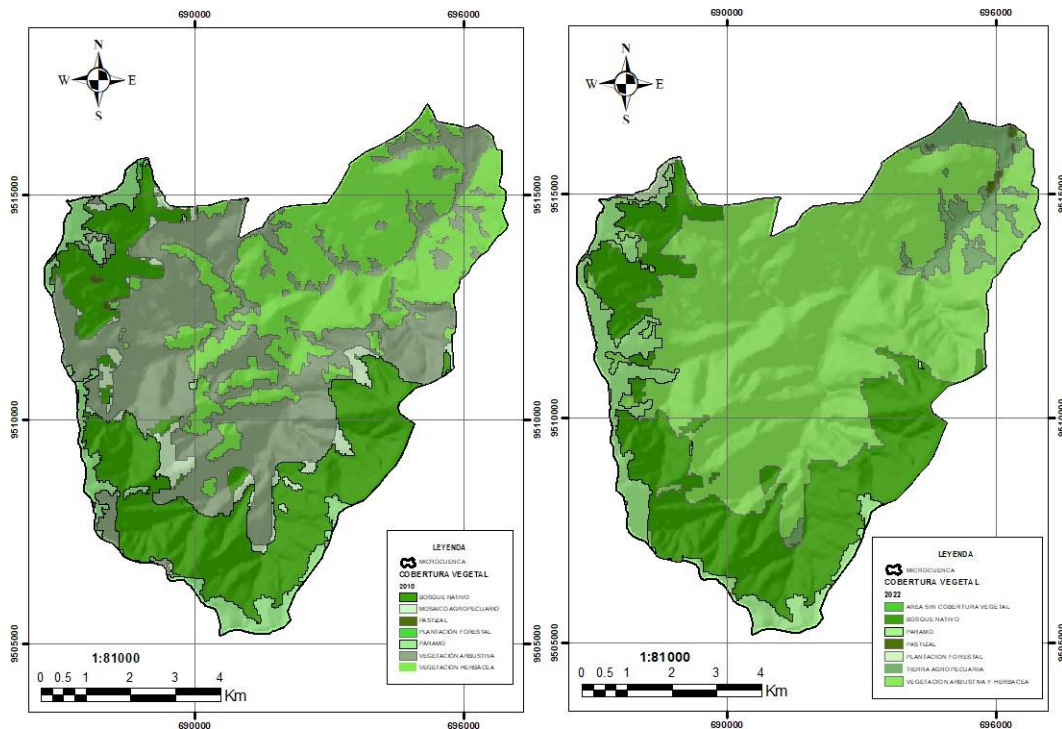 690000
696000
N
W E
S
9515000
9510000
9505000
LEYENDA
MICROCUENCA
COBERTURA VEGETAL
2010
BOSQUE NATIVO
MOSAICO AGROPECUARIO
PASTIZAL
PLANTACIÓN FORESTAL
PÁRAMO
VEGETACIÓN ARBUSTIVA
VEGETACIÓN HERBÁCEA
1:81000
0 0.5 1 2 3 4
Km
690000
696000
690000
696000
N
W E
S
9515000
9510000
9505000
LEYENDA
MICROCUENCA
COBERTURA VEGETAL
2022
AREA SIN COBERTURA VEGETAL
BOSQUE NATIVO
PARAMO
PASTIZAL
PLANTACIÓN FORESTAL
TIERRA AGROPECUARIA
VEGETACION ARBUSTIVA Y HERBACEA
1:81000
0 0.5 1 2 3 4
Km
690000
696000